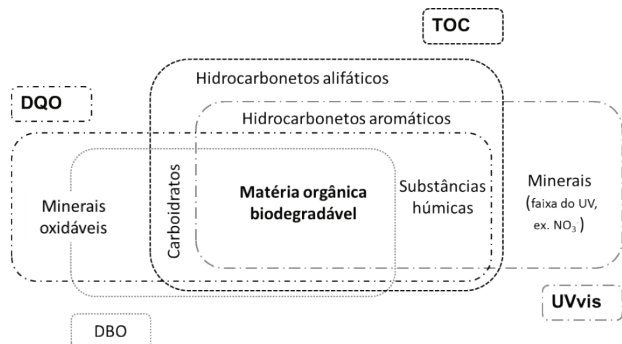 TOC
Hidrocarbonetos alifáticos
DQO
Hidrocarbonetos aromáticos
Minerais
oxidáveis
Carboidratos
Matéria orgânica
biodegradável
Substâncias
húmicas
Minerais
(faixa do UV,
ex. NO₃⁻)
UVvis
DBO